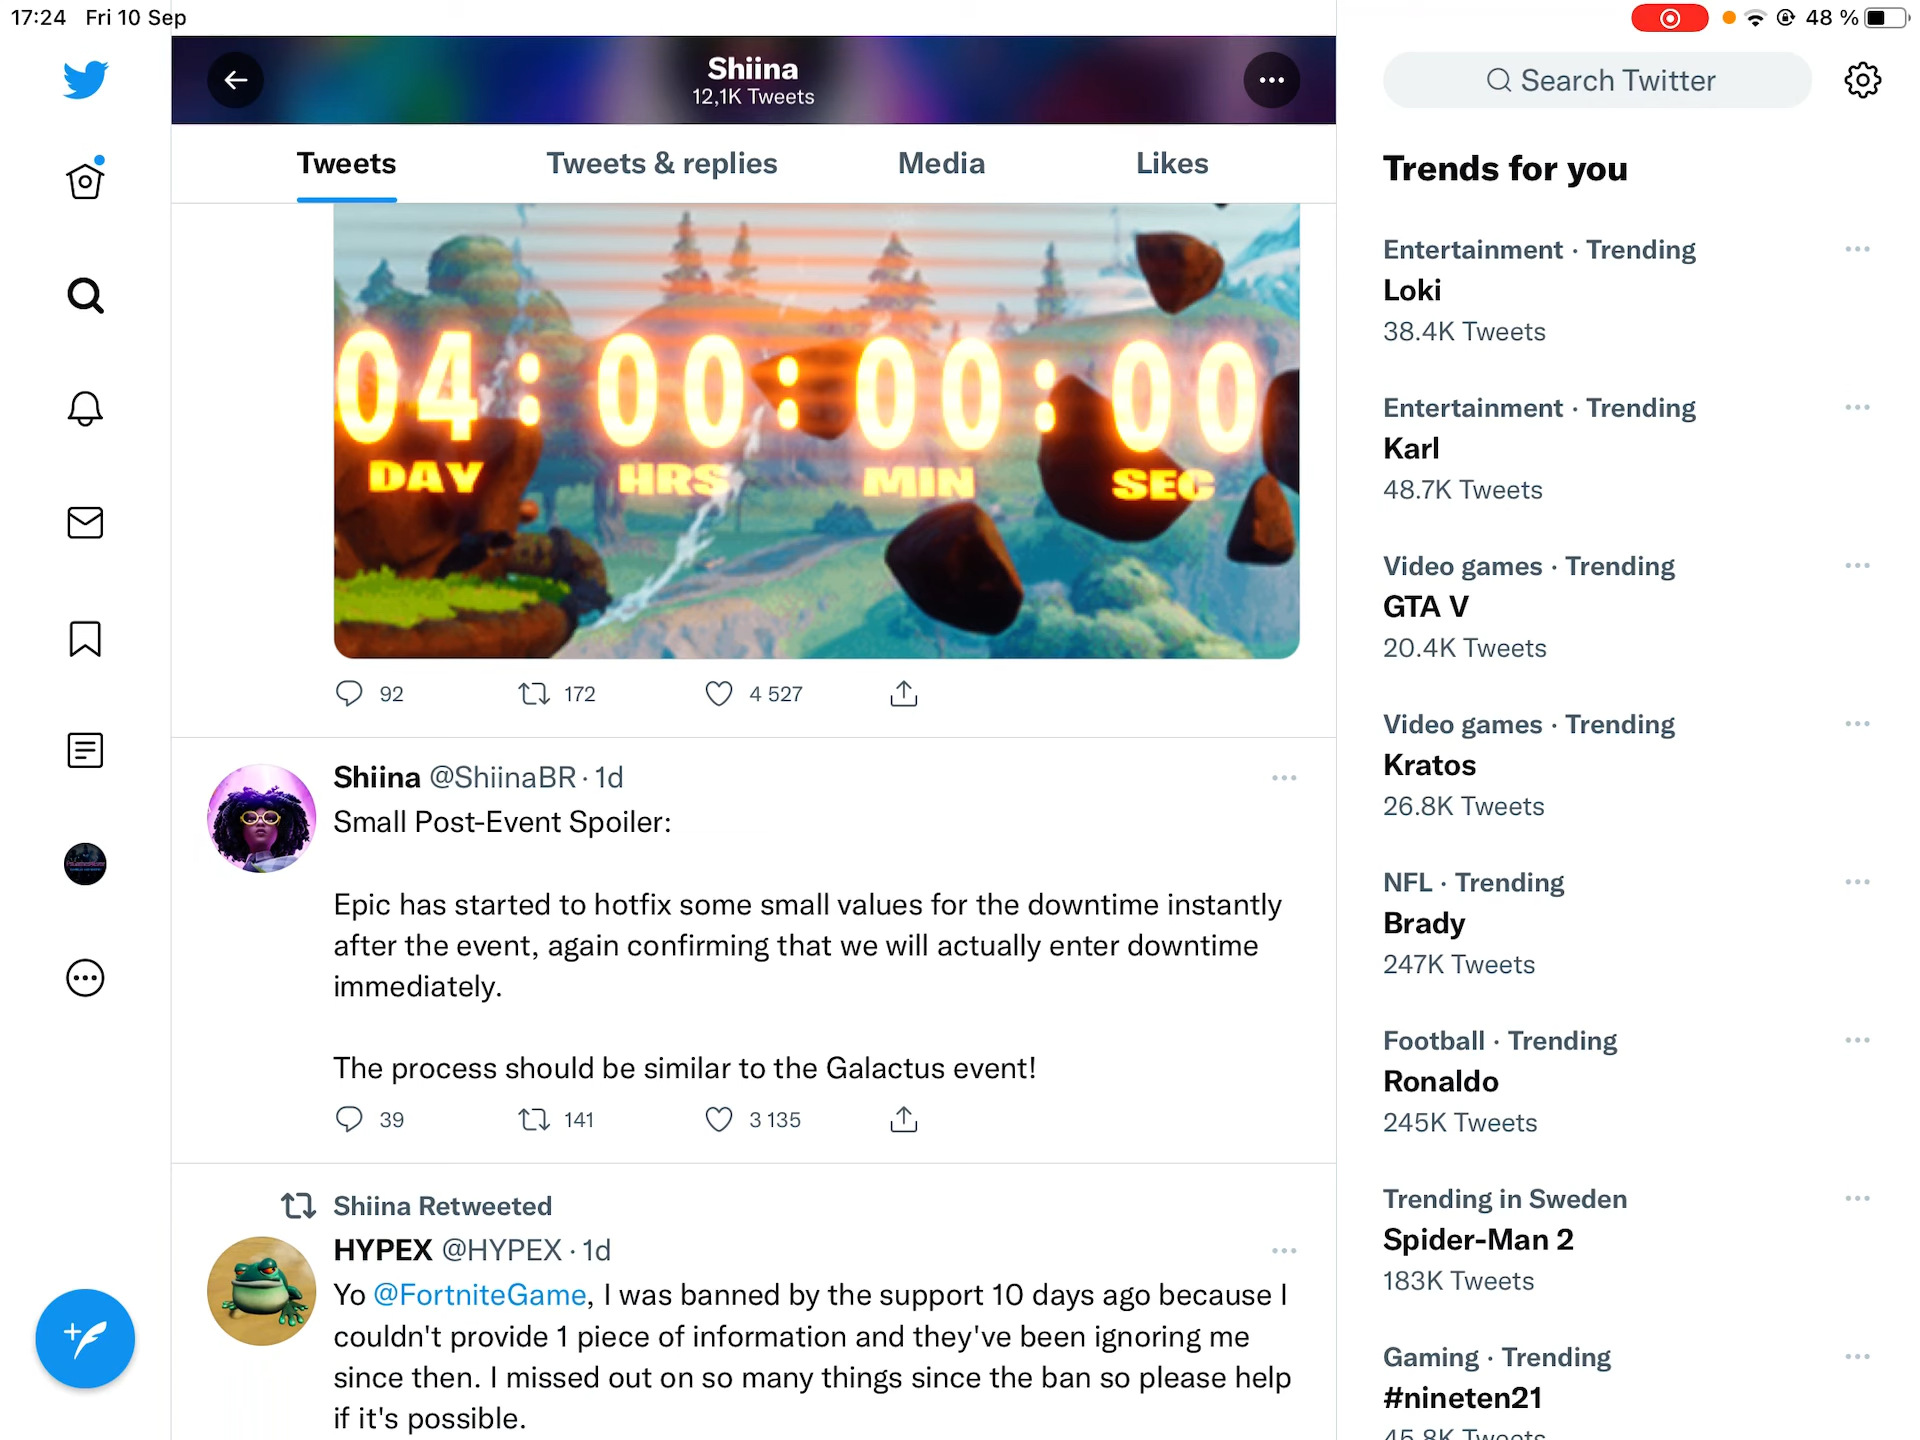 17:24 Fri 10 Sep
48 %
Shiina
12,1K Tweets
Tweets
Tweets & replies
Media
Likes
04:00:00:00
DAY HRS MIN SEC
92 172 4 527
Shiina @ShiinaBR · 1d
Small Post-Event Spoiler:
Epic has started to hotfix some small values for the downtime instantly
after the event, again confirming that we will actually enter downtime
immediately.
The process should be similar to the Galactus event!
39 141 3 135
Shiina Retweeted
HYPEX @HYPEX · 1d
Yo @FortniteGame, I was banned by the support 10 days ago because I
couldn't provide 1 piece of information and they've been ignoring me
since then. I missed out on so many things since the ban so please help
if it's possible.
Search Twitter
Trends for you
Entertainment · Trending
Loki
38.4K Tweets
Entertainment · Trending
Karl
48.7K Tweets
Video games · Trending
GTA V
20.4K Tweets
Video games · Trending
Kratos
26.8K Tweets
NFL · Trending
Brady
247K Tweets
Football · Trending
Ronaldo
245K Tweets
Trending in Sweden
Spider-Man 2
183K Tweets
Gaming · Trending
#nineten21
45.8K Tweets